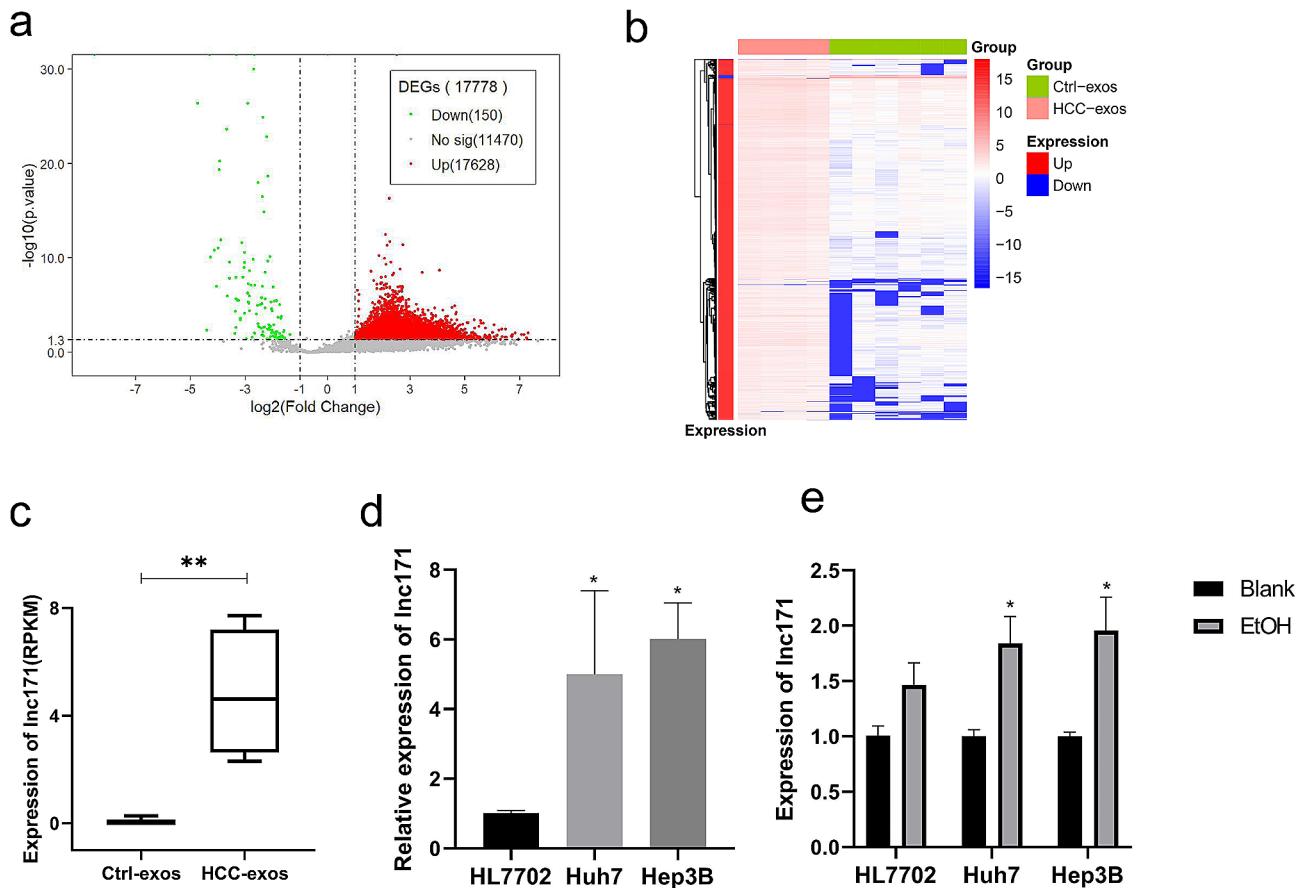 a
30.0
20.0
10.0
1.3
0.0
-log10(p.value)
-7
-5
-3
-1
0
1
3
5
7
log2(Fold Change)
DEGs ( 17778 )
Down(150)
No sig(11470)
Up(17628)
b
Group
15
10
5
0
−5
−10
−15
Group
Ctrl−exos
HCC−exos
Expression
Up
Down
Expression
c
**
Expression of lnc171(RPKM)
8
4
0
Ctrl-exos
HCC-exos
d
Relative expression of lnc171
8
6
4
2
0
*
*
HL7702
Huh7
Hep3B
e
Expression of lnc171
2.5
2.0
1.5
1.0
0.5
0.0
*
*
HL7702
Huh7
Hep3B
Blank
EtOH